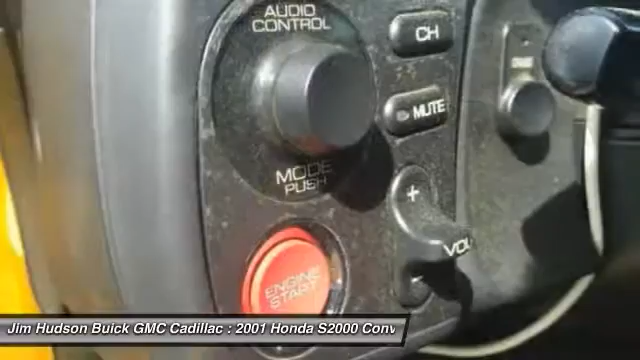 AUDIO
CONTROL
CH
MUTE
MODE
PUSH
+
VOL
ENGINE
START
Jim Hudson Buick GMC Cadillac : 2001 Honda S2000 Conv